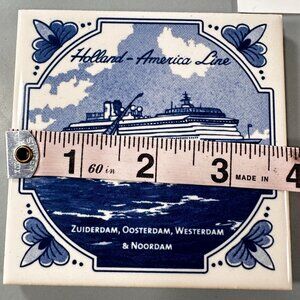 Holland - America Line
1 60 in 2 3 MADE IN 4
ZUIDERDAM, OOSTERDAM, WESTERDAM
& NOORDAM